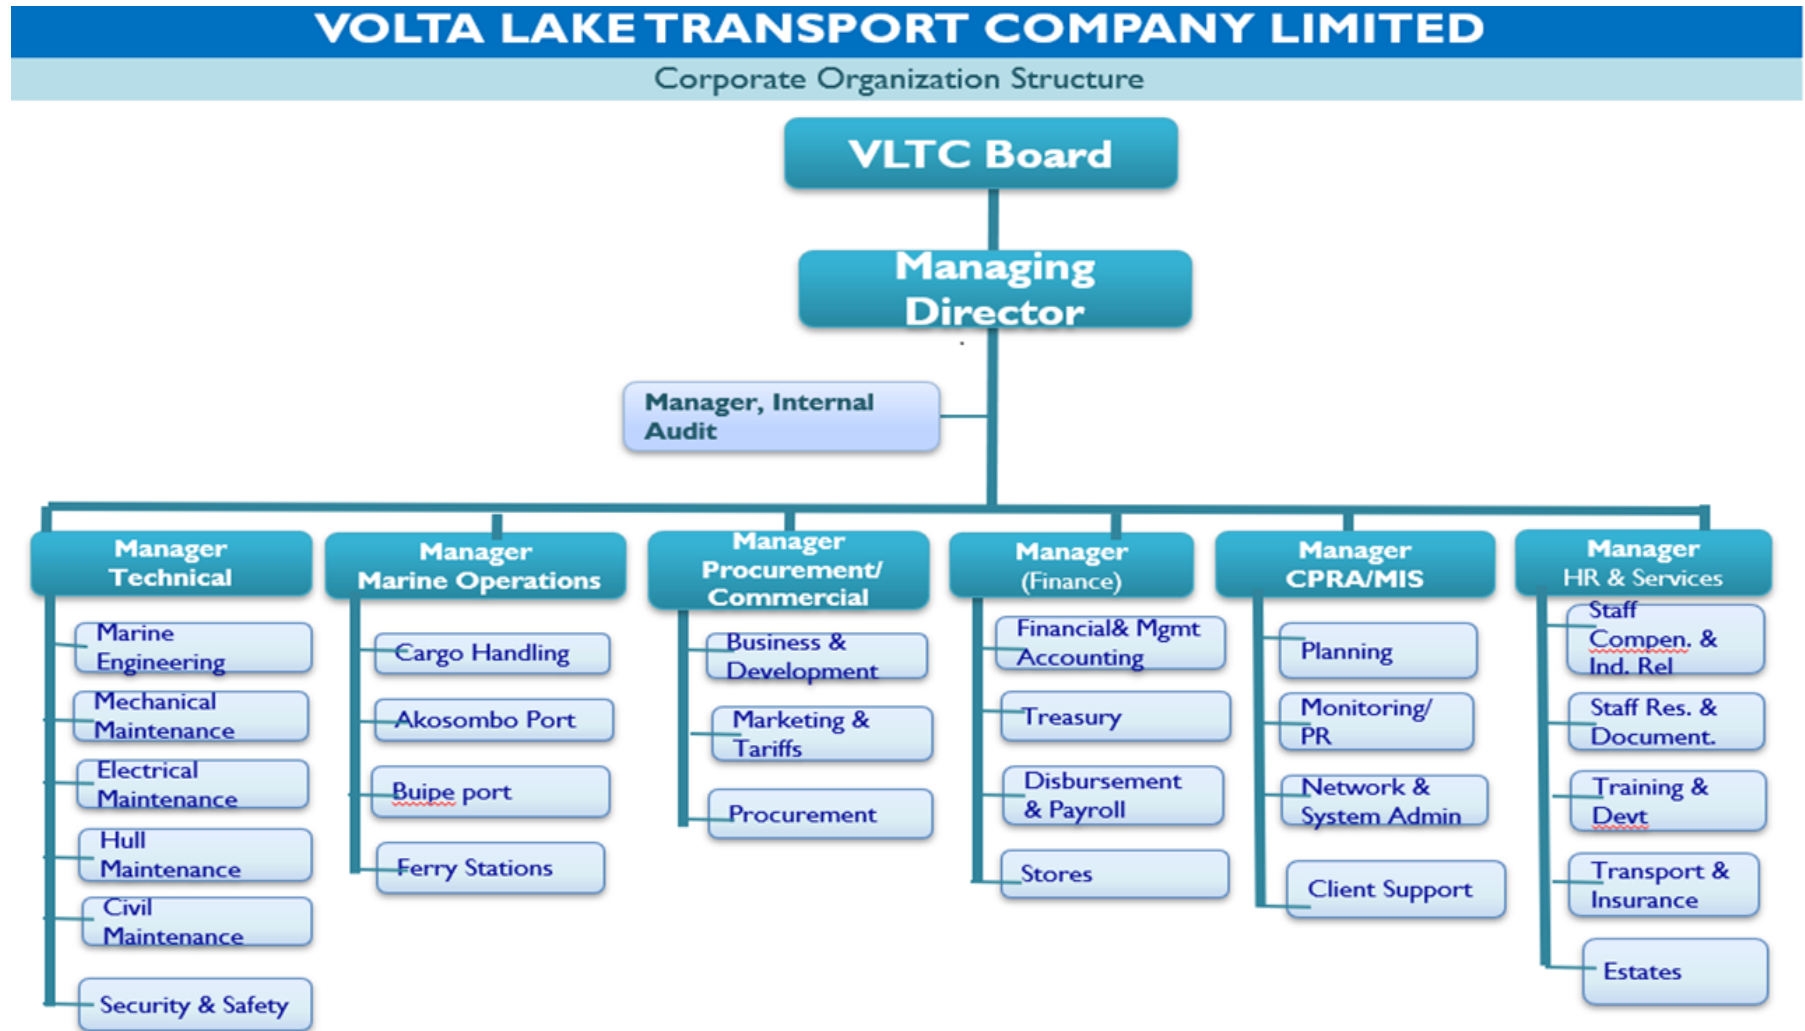 VOLTA LAKE TRANSPORT COMPANY LIMITED
Corporate Organization Structure
VLTC Board
Managing
Director
Manager, Internal
Audit
Manager
Technical
Marine
Engineering
Mechanical
Maintenance
Electrical
Maintenance
Hull
Maintenance
Civil
Maintenance
Security & Safety
Manager
Marine Operations
Cargo Handling
Akosombo Port
Buipe port
Ferry Stations
Manager
Procurement/
Commercial
Business &
Development
Marketing &
Tariffs
Procurement
Manager
(Finance)
Financial& Mgmt
Accounting
Treasury
Disbursement
& Payroll
Stores
Manager
CPRA/MIS
Planning
Monitoring/
PR
Network &
System Admin
Client Support
Manager
HR & Services
Staff
Compen. &
Ind. Rel
Staff Res. &
Document.
Training &
Devt
Transport &
Insurance
Estates